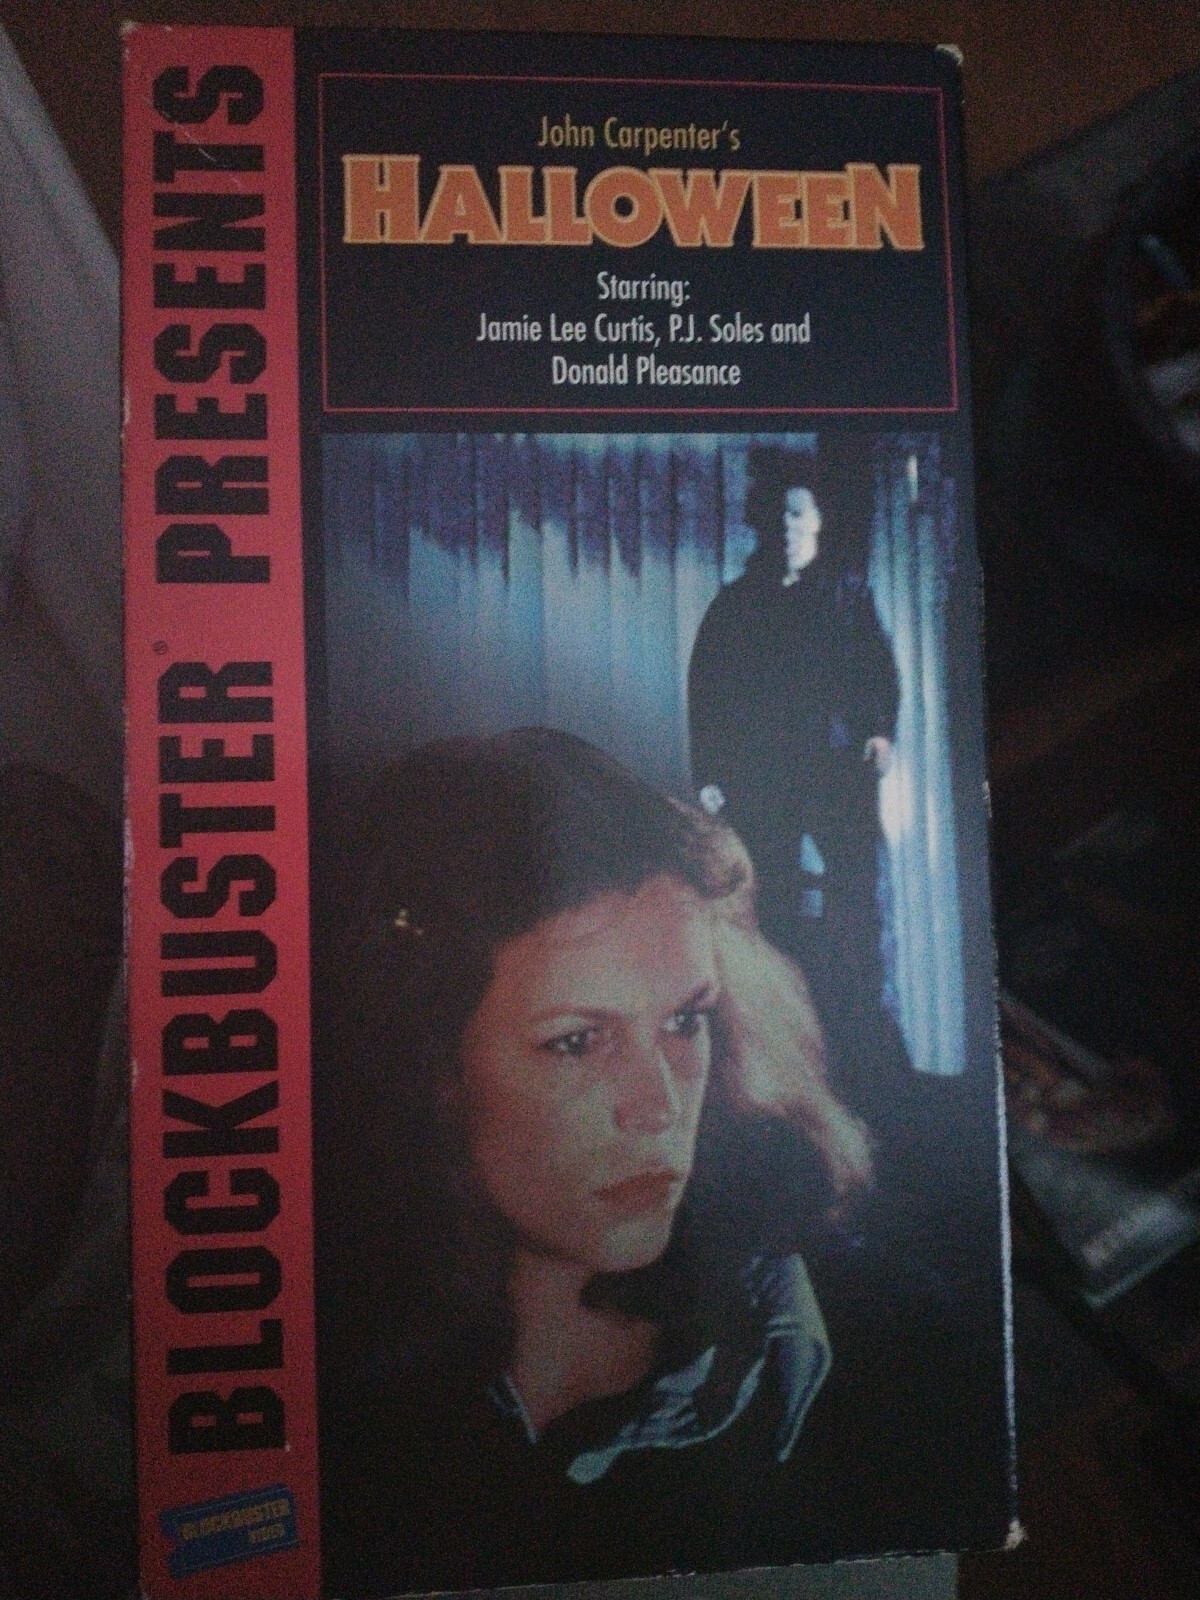 BLOCKBUSTER® PRESENTS
John Carpenter's
HALLOWEEN
Starring:
Jamie Lee Curtis, P.J. Soles and
Donald Pleasance
BLOCKBUSTER
VIDEO